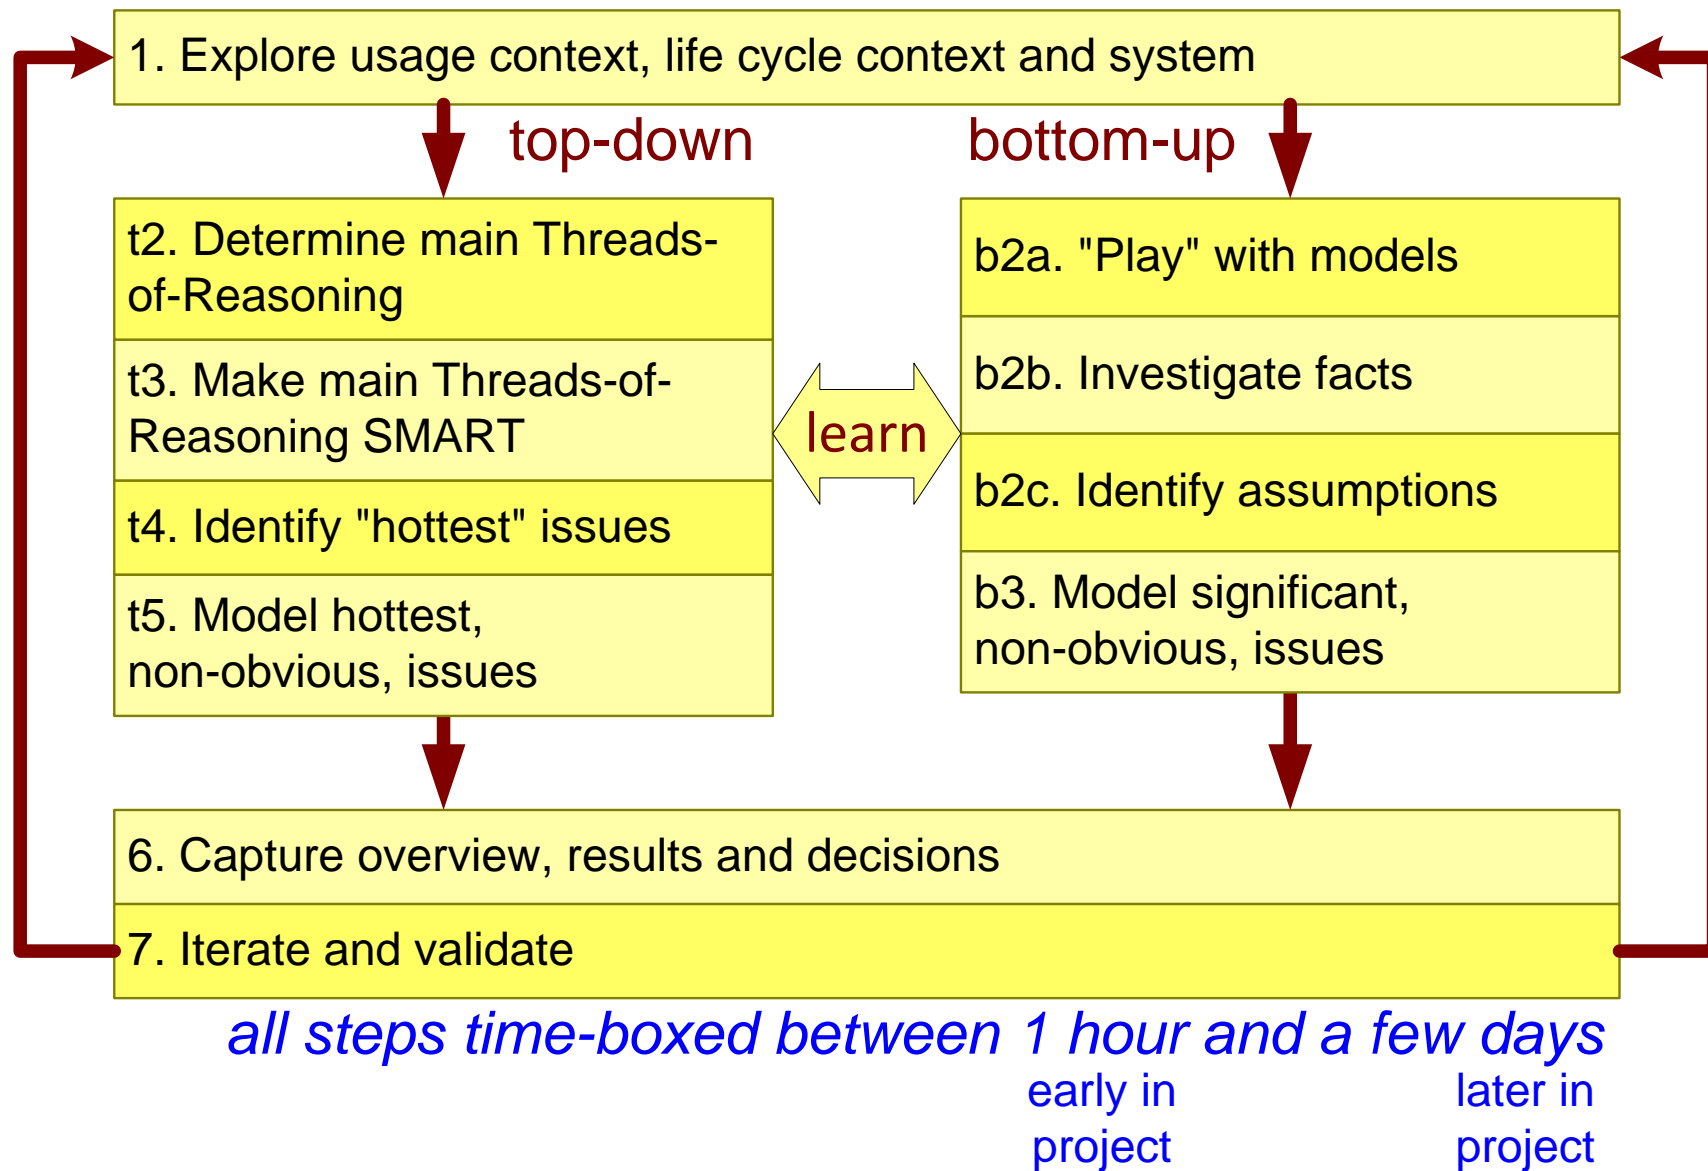 1. Explore usage context, life cycle context and system
top-down
bottom-up
t2. Determine main Threads-
of-Reasoning
t3. Make main Threads-of-
Reasoning SMART
t4. Identify "hottest" issues
t5. Model hottest,
non-obvious, issues
learn
b2a. "Play" with models
b2b. Investigate facts
b2c. Identify assumptions
b3. Model significant,
non-obvious, issues
6. Capture overview, results and decisions
7. Iterate and validate
all steps time-boxed between 1 hour and a few days
early in
project
later in
project